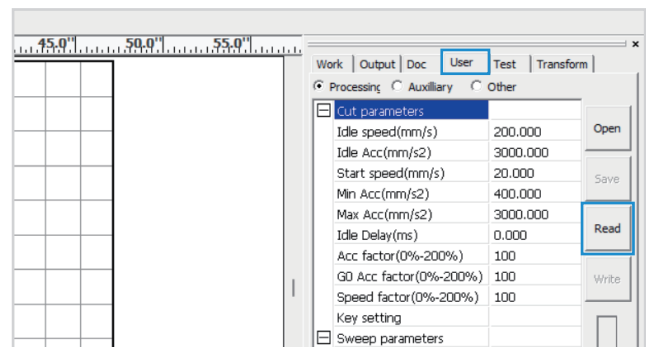 45.0" 50.0" 55.0"
Work Output Doc User Test Transform
Processing Auxilliary Other
Cut parameters
Idle speed(mm/s) 200.000
Open
Idle Acc(mm/s2) 3000.000
Start speed(mm/s) 20.000
Save
Min Acc(mm/s2) 400.000
Max Acc(mm/s2) 3000.000
Read
Idle Delay(ms) 0.000
Acc factor(0%-200%) 100
G0 Acc factor(0%-200%) 100
Write
Speed factor(0%-200%) 100
Key setting
Sweep parameters